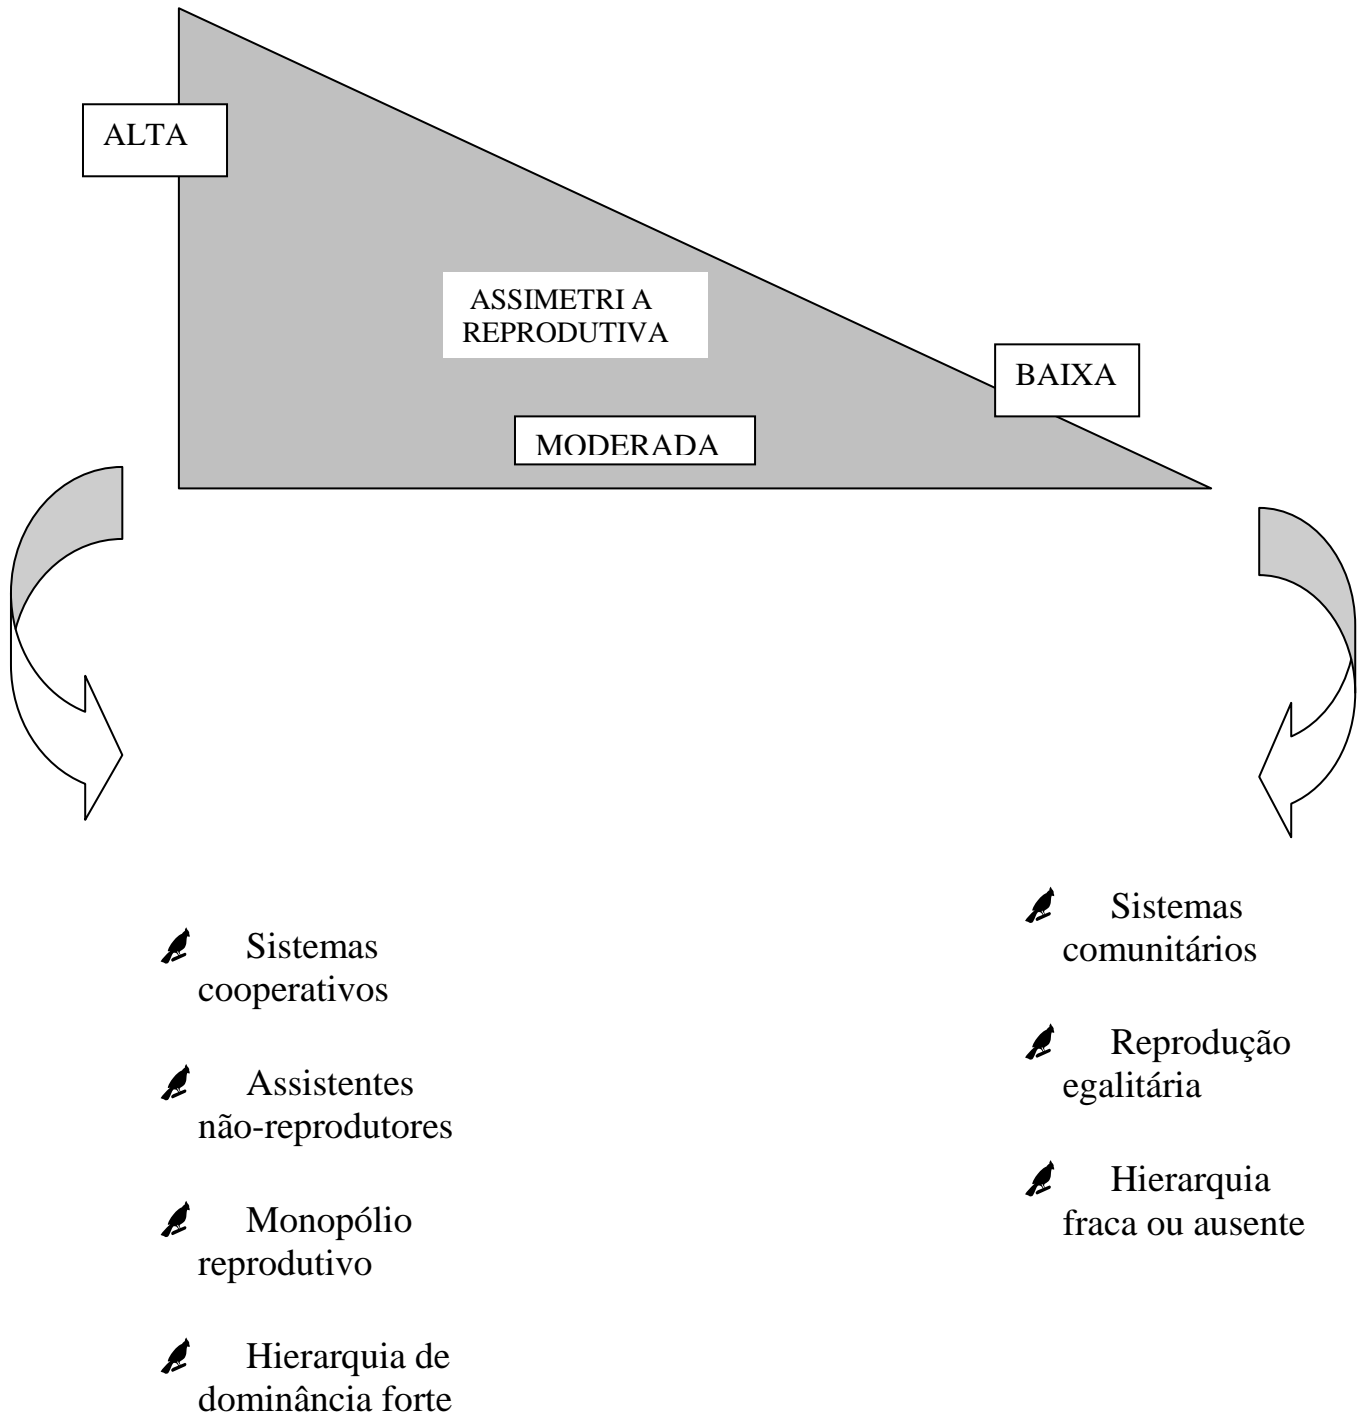 ALTA
ASSIMETRI A
REPRODUTIVA
BAIXA
MODERADA
Sistemas
cooperativos
Assistentes
não-reprodutores
Monopólio
reprodutivo
Hierarquia de
dominância forte
Sistemas
comunitários
Reprodução
egalitária
Hierarquia
fraca ou ausente